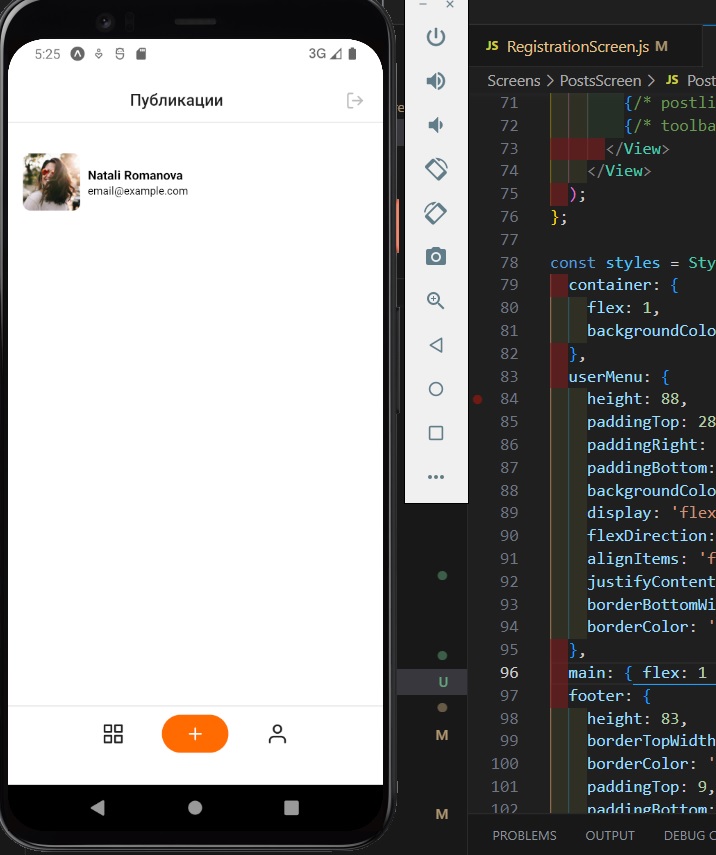 5:25
3G
Публикации
Natali Romanova
email@example.com
JS RegistrationScreen.js M
Screens > PostsScreen > JS Post
71 {/* postli
72 {/* toolba
73 </View>
74 </View>
75 );
76 };
77
78 const styles = Sty
79 container: {
80 flex: 1,
81 backgroundColo
82 },
83 userMenu: {
84 height: 88,
85 paddingTop: 28
86 paddingRight:
87 paddingBottom:
88 backgroundColo
89 display: 'flex
90 flexDirection:
91 alignItems: 'f
92 justifyContent
93 borderBottomWi
94 borderColor: '
95 },
96 main: { flex: 1
97 footer: {
98 height: 83,
99 borderTopWidth
100 borderColor: '
101 paddingTop: 9,
102 paddingBottom:
U
M
M
PROBLEMS OUTPUT DEBUG C